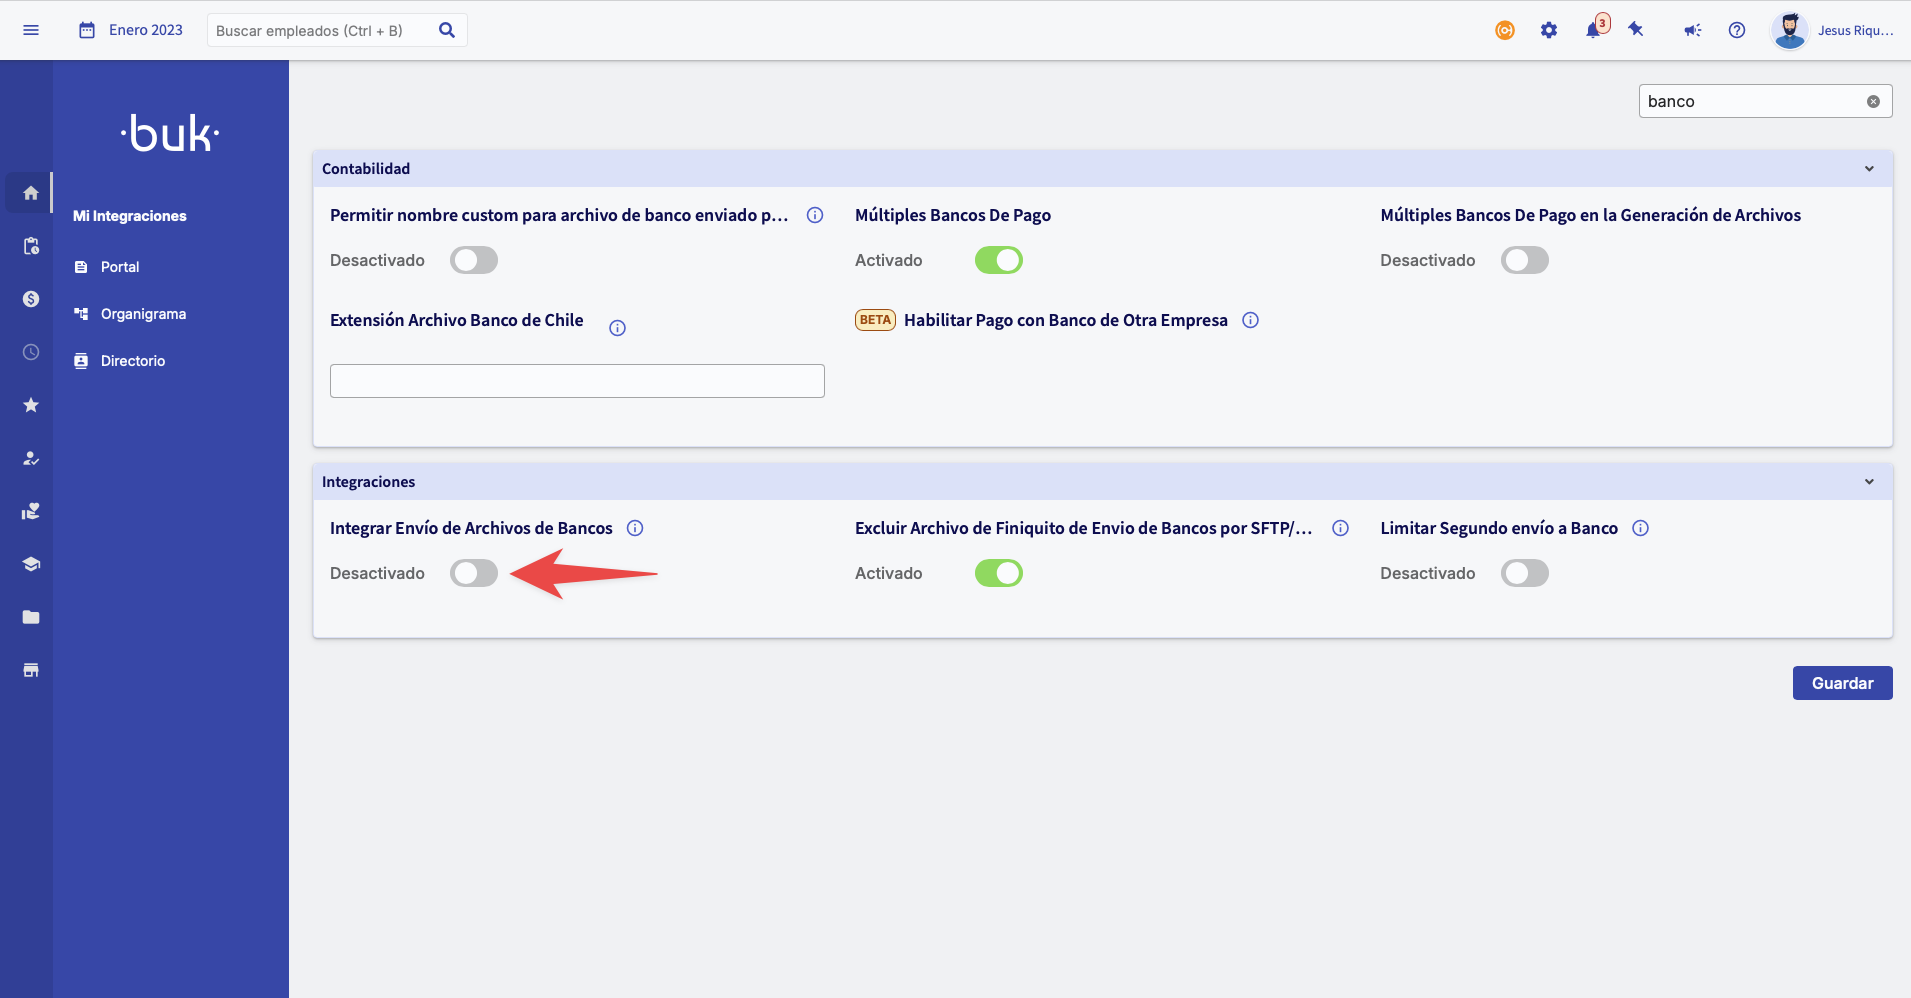 Enero 2023
Buscar empleados (Ctrl + B)
3
Jesus Riqu...
·buk·
Mi Integraciones
Portal
Organigrama
Directorio
banco
Contabilidad
Permitir nombre custom para archivo de banco enviado p...
Desactivado
Múltiples Bancos De Pago
Activado
Múltiples Bancos De Pago en la Generación de Archivos
Desactivado
Extensión Archivo Banco de Chile
BETA Habilitar Pago con Banco de Otra Empresa
Integraciones
Integrar Envío de Archivos de Bancos
Desactivado
Excluir Archivo de Finiquito de Envio de Bancos por SFTP/...
Activado
Limitar Segundo envío a Banco
Desactivado
Guardar